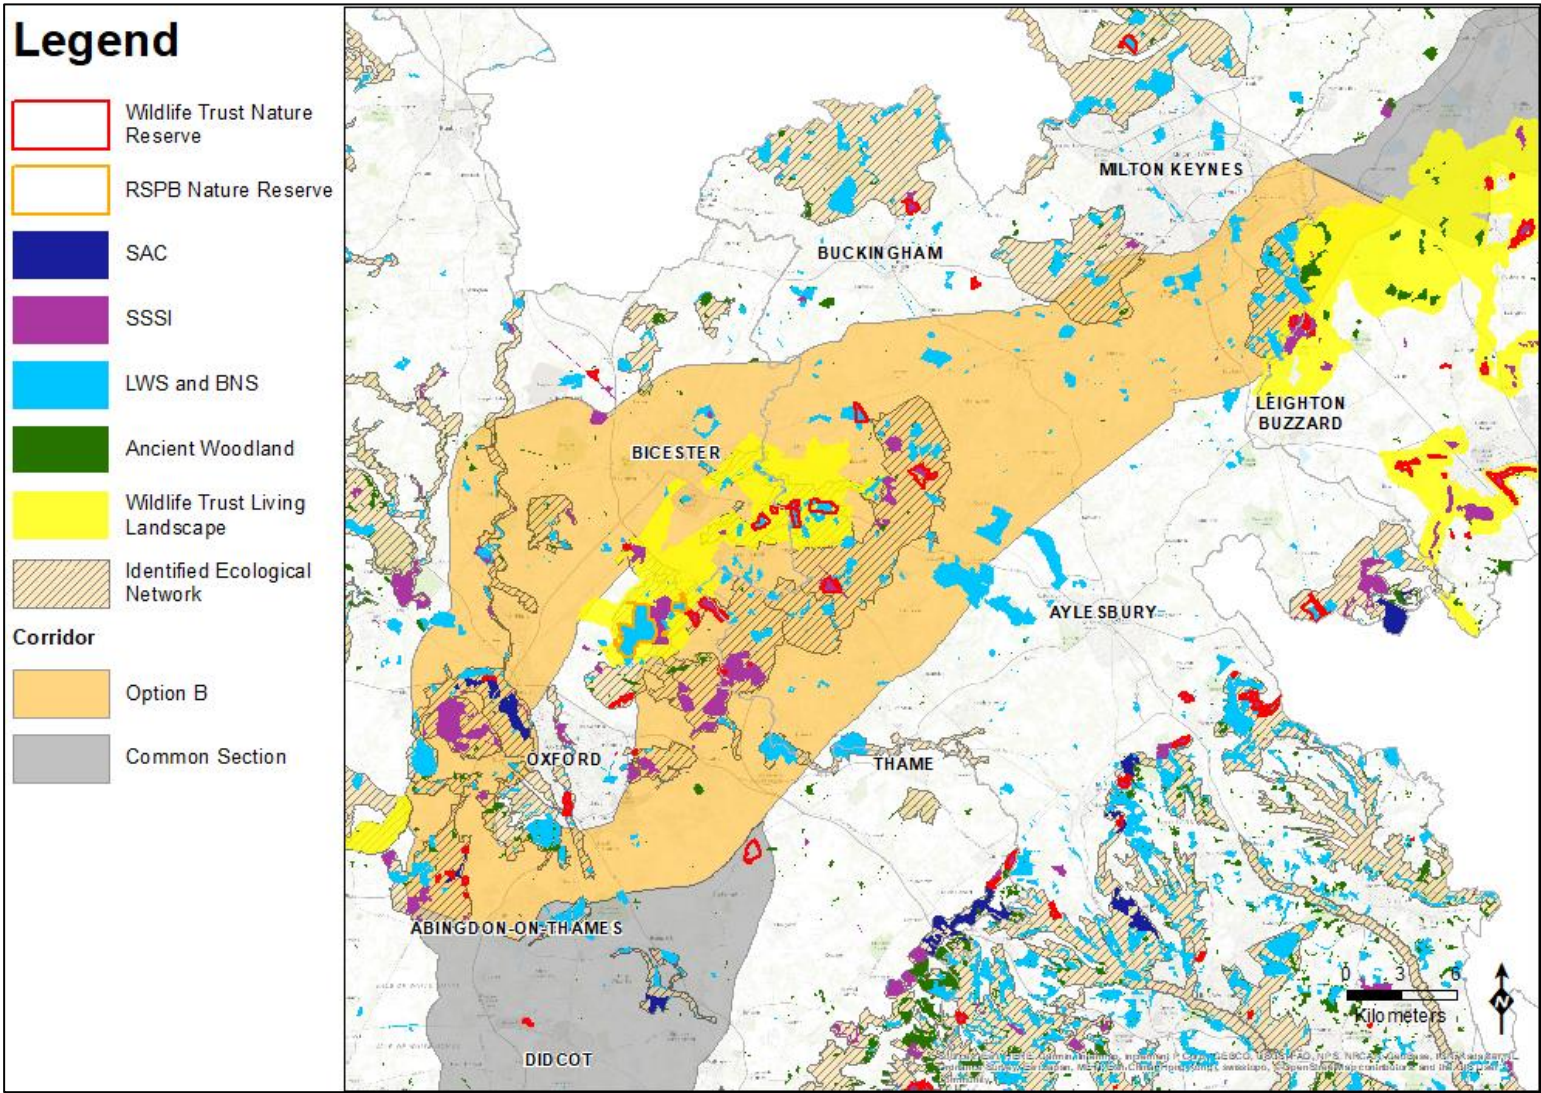 Legend
Wildlife Trust Nature
Reserve
RSPB Nature Reserve
SAC
SSSI
LWS and BNS
Ancient Woodland
Wildlife Trust Living
Landscape
Identified Ecological
Network
Corridor
Option B
Common Section
MILTON KEYNES
BUCKINGHAM
LEIGHTON
BUZZARD
BICESTER
AYLESBURY
OXFORD
THAME
ABINGDON-ON-THAMES
DIDCOT
0 3 6
Kilometers
N